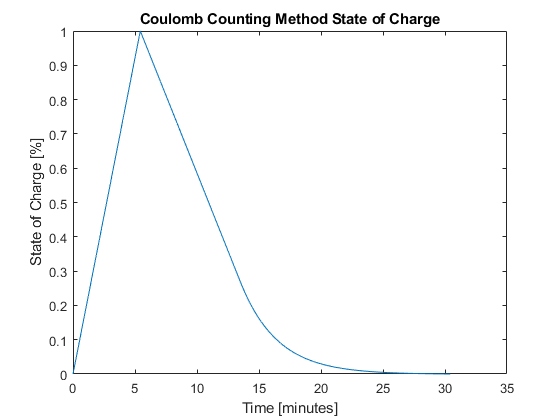 Coulomb Counting Method State of Charge
1
0.9
0.8
0.7
0.6
0.5
0.4
0.3
0.2
0.1
0
State of Charge [%]
0 5 10 15 20 25 30 35
Time [minutes]